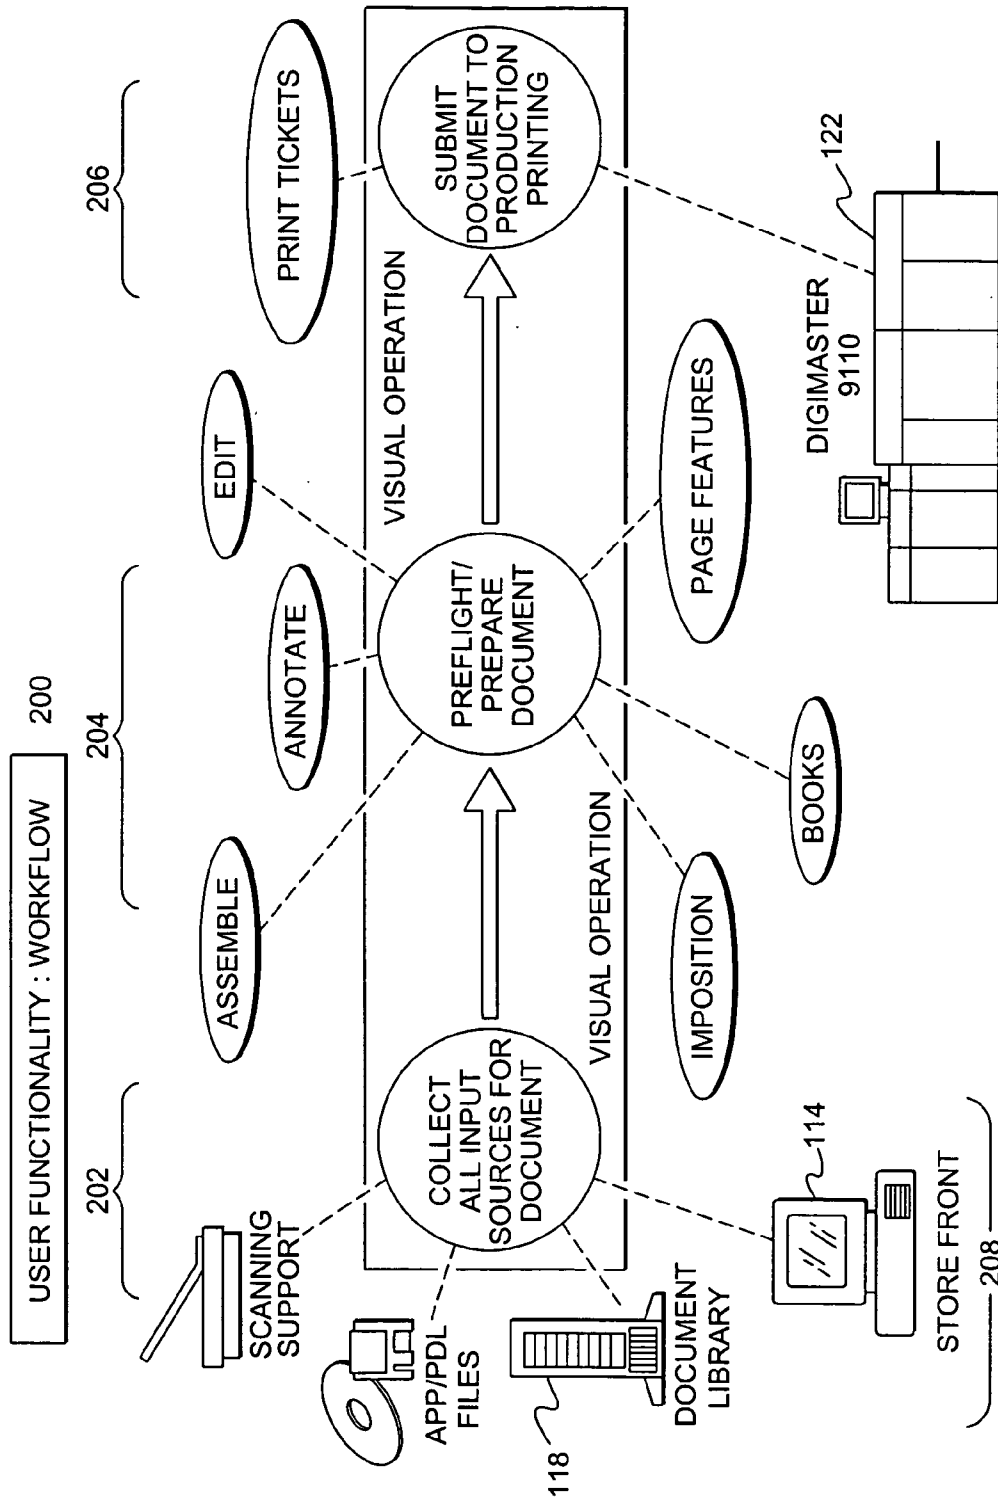 USER FUNCTIONALITY : WORKFLOW
200
202
204
206
SCANNING
SUPPORT
ASSEMBLE
ANNOTATE
EDIT
PRINT TICKETS
APP/PDL
FILES
COLLECT
ALL INPUT
SOURCES FOR
DOCUMENT
PREFLIGHT/
PREPARE
DOCUMENT
VISUAL OPERATION
SUBMIT
DOCUMENT TO
PRODUCTION
PRINTING
VISUAL OPERATION
118
DOCUMENT
LIBRARY
IMPOSITION
BOOKS
PAGE FEATURES
114
STORE FRONT
208
DIGIMASTER
9110
122